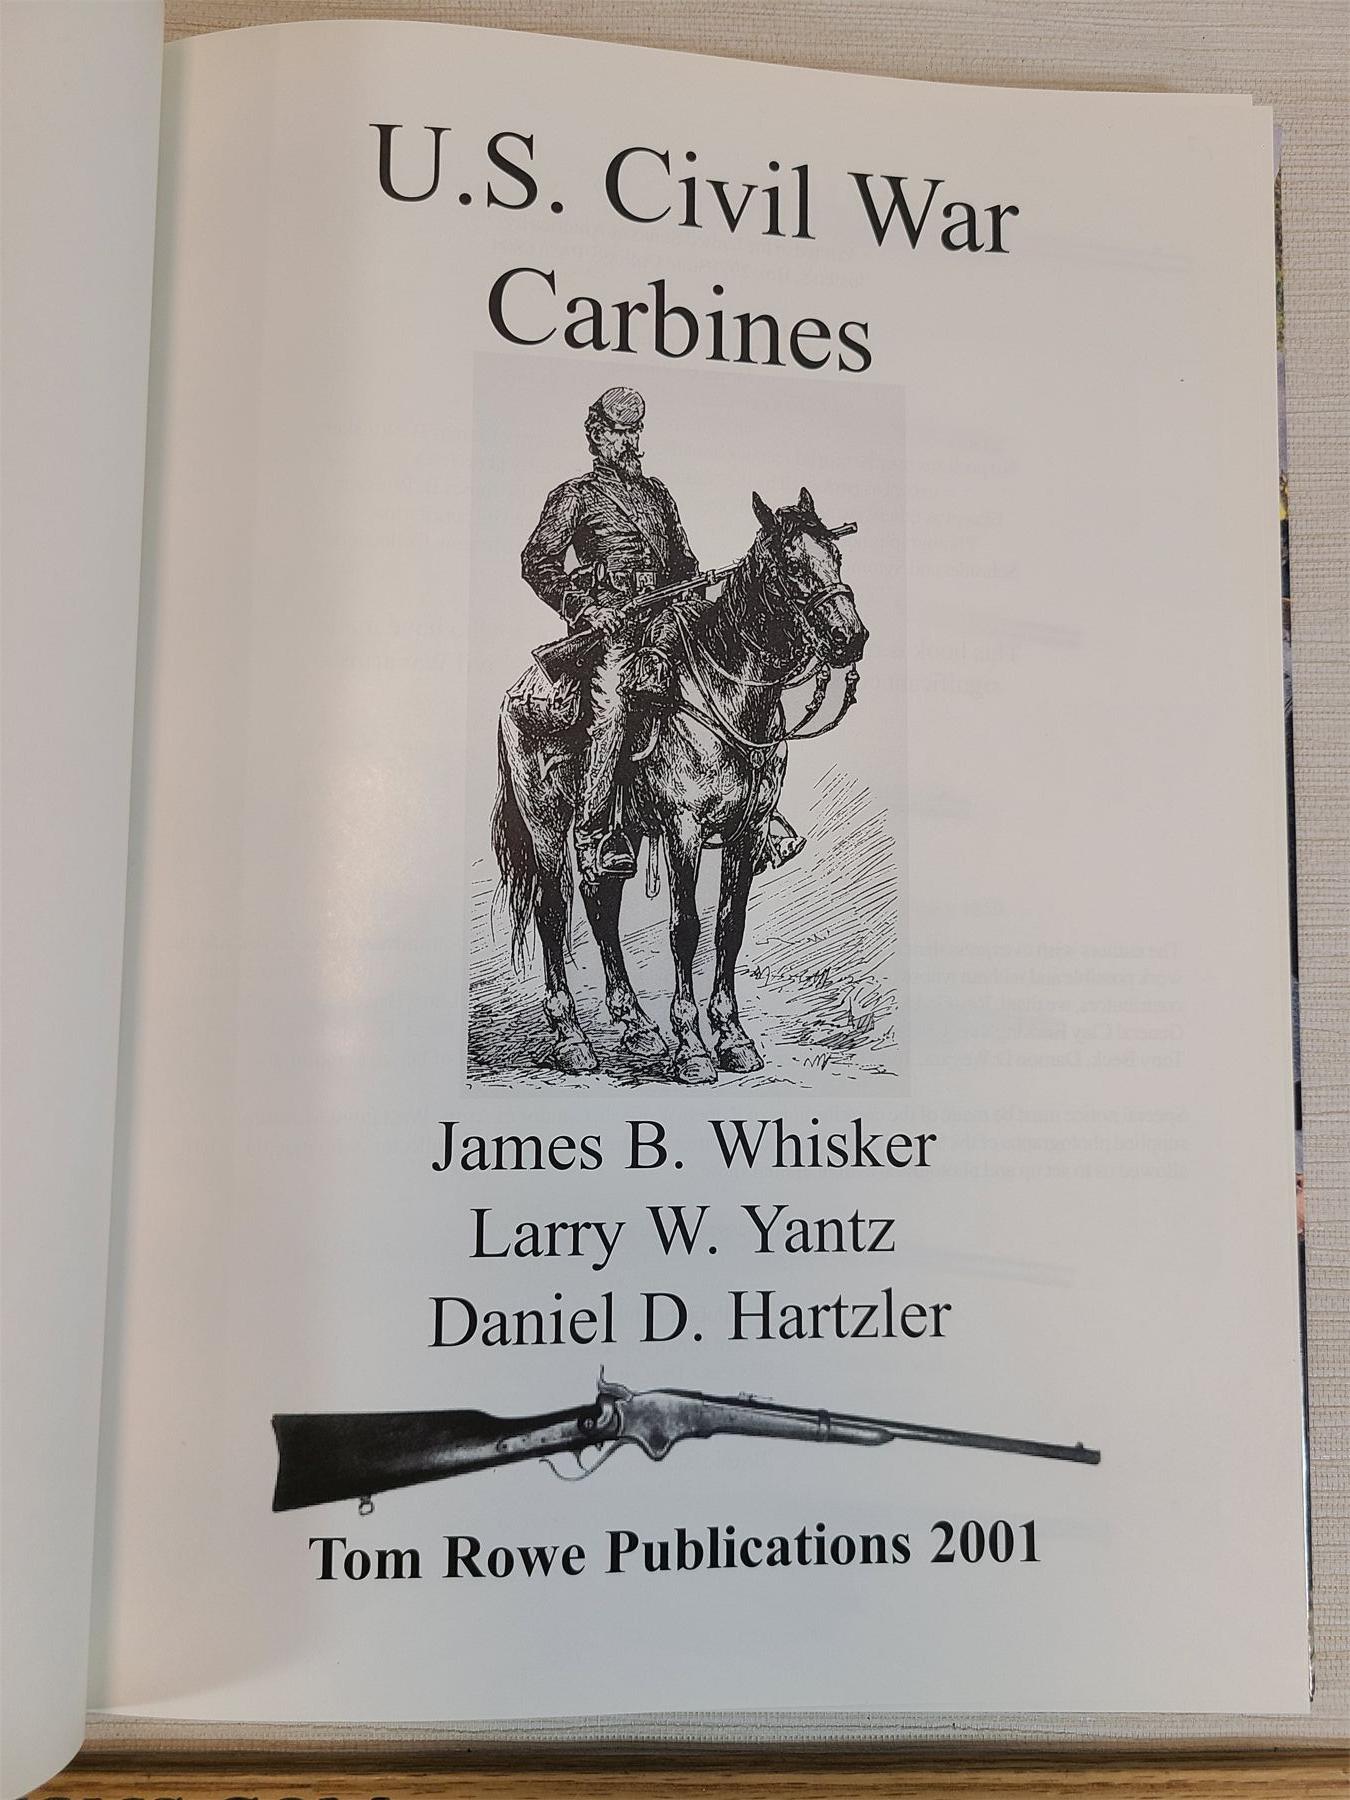 U.S. Civil War
Carbines
James B. Whisker
Larry W. Yantz
Daniel D. Hartzler
Tom Rowe Publications 2001